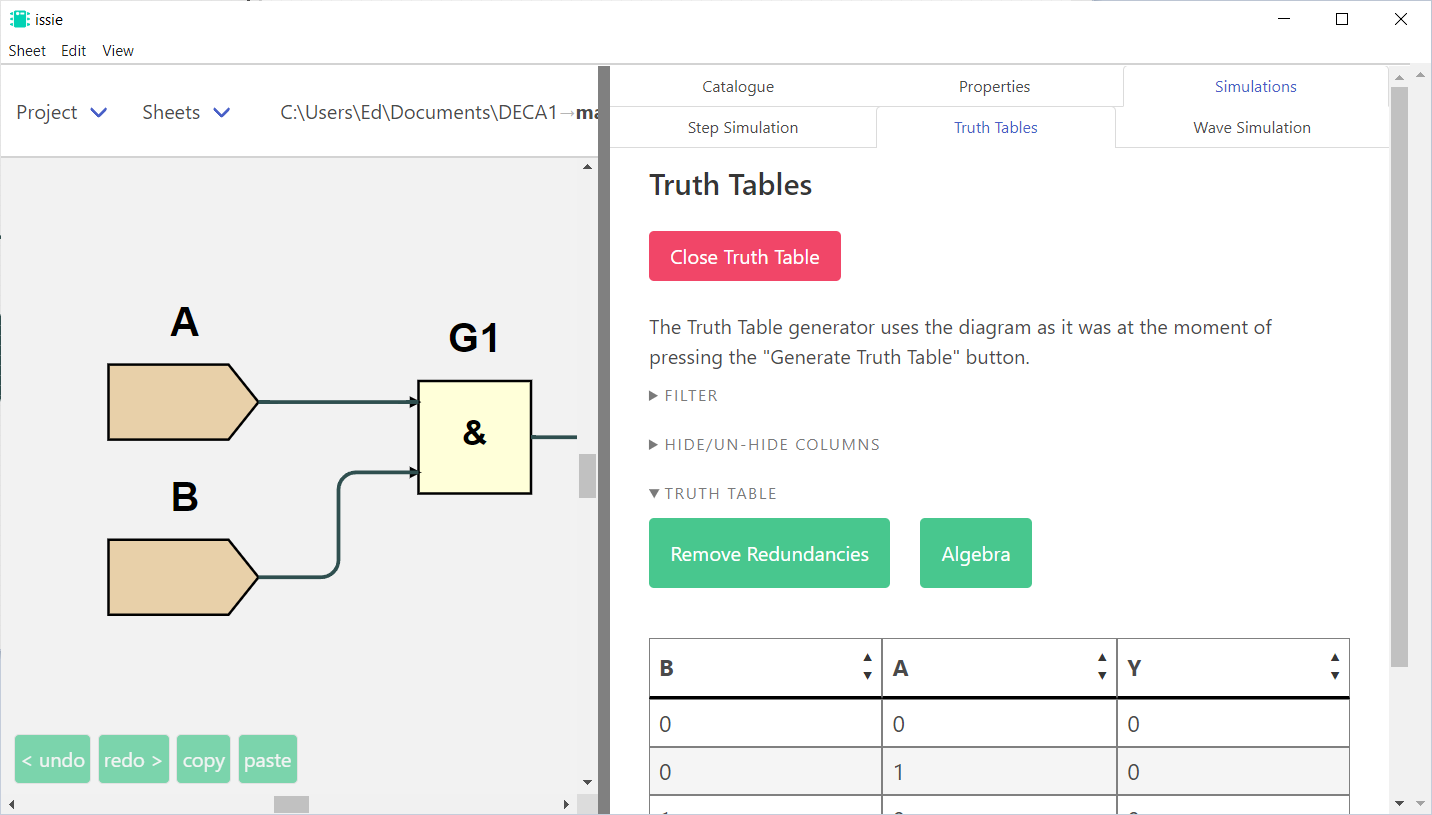 issie
Sheet Edit View
Project Sheets C:\Users\Ed\Documents\DECA1→ma
Catalogue Properties Simulations
Step Simulation Truth Tables Wave Simulation
Truth Tables
Close Truth Table
The Truth Table generator uses the diagram as it was at the moment of
pressing the "Generate Truth Table" button.
FILTER
HIDE/UN-HIDE COLUMNS
TRUTH TABLE
Remove Redundancies Algebra
B A Y
0 0 0
0 1 0
A
G1
&
B
< undo redo > copy paste